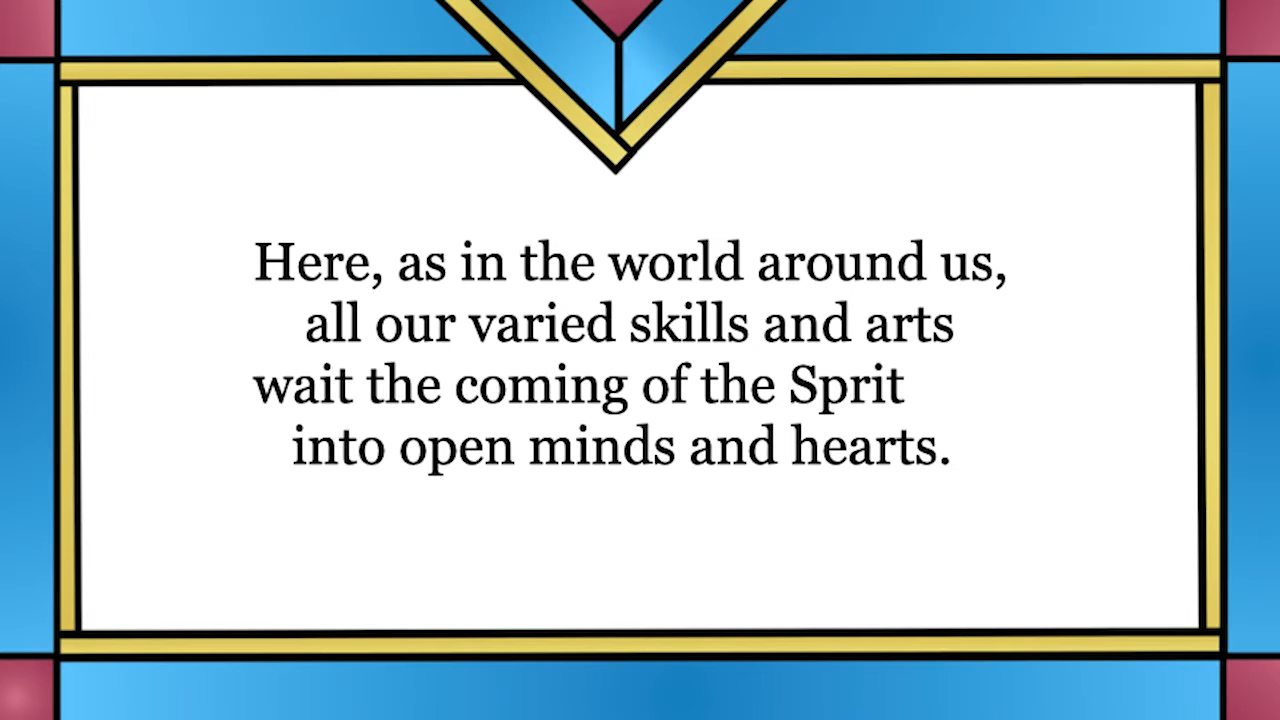 Here, as in the world around us,
all our varied skills and arts
wait the coming of the Sprit
into open minds and hearts.